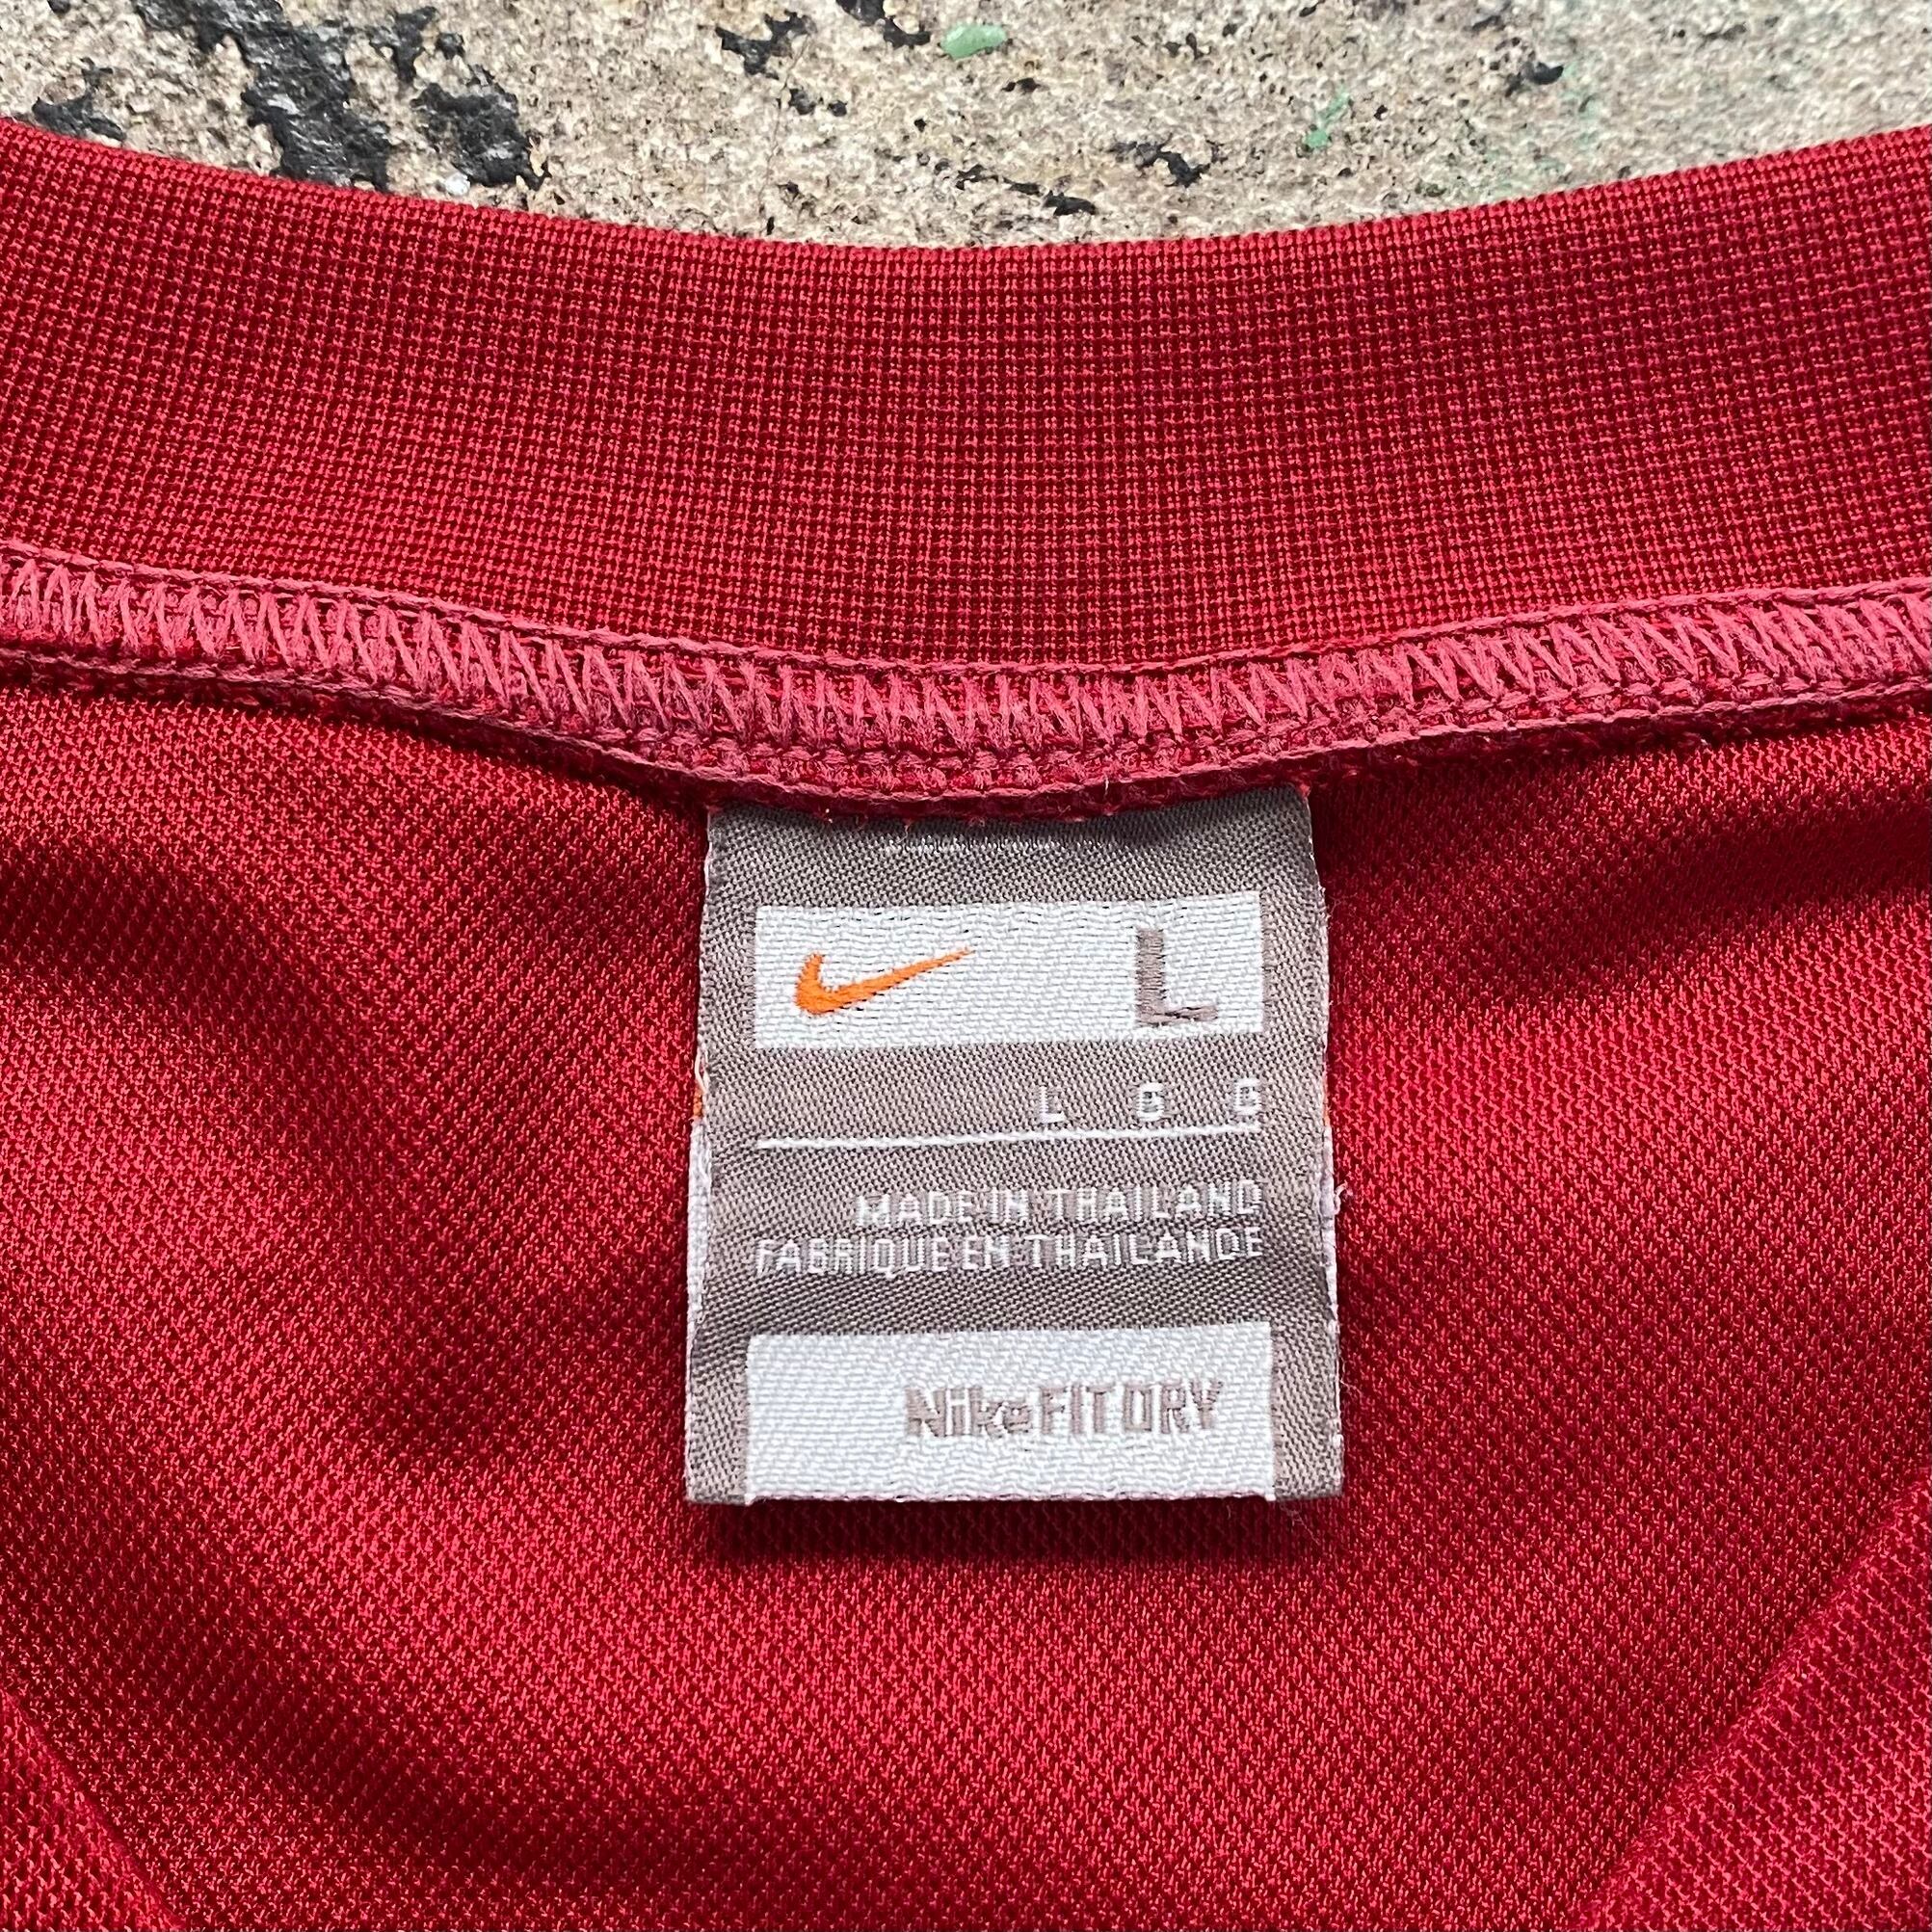 L
L G G
MADE IN THAILAND
FABRIQUE EN THAILANDE
Nike FIT DRY